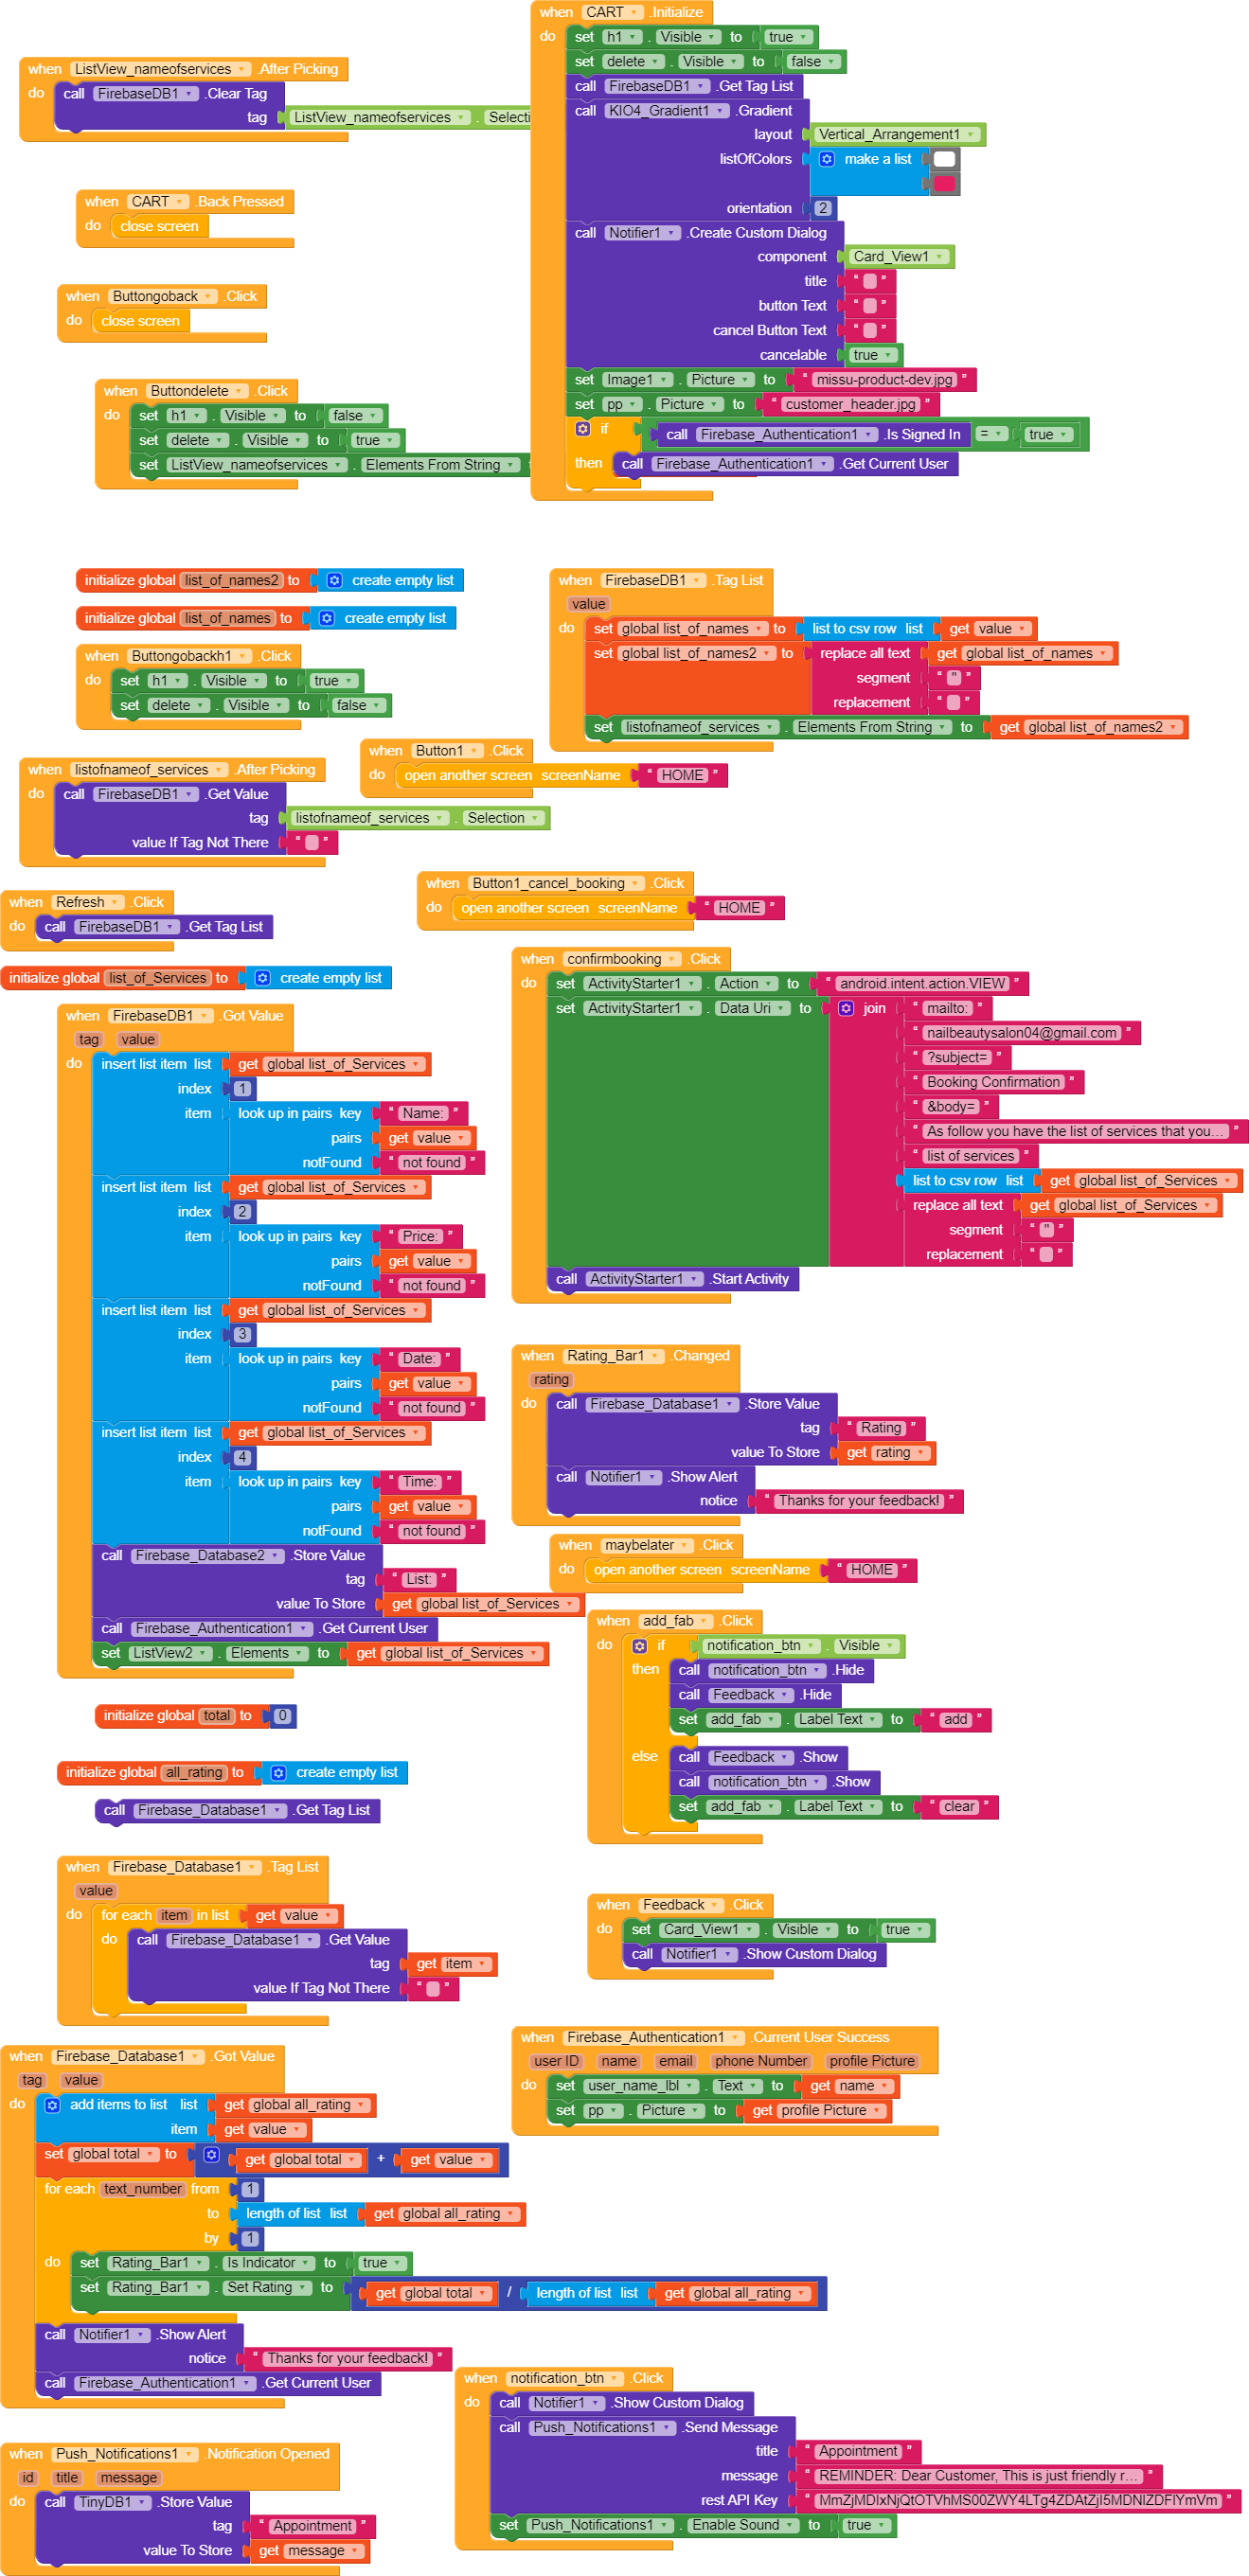 when CART .Initialize
do set h1 . Visible to true
set delete . Visible to false
call FirebaseDB1 .Get Tag List
call KIO4_Gradient1 .Gradient
layout Vertical_Arrangement1
listOfColors make a list
orientation 2
call Notifier1 .Create Custom Dialog
component Card_View1
title " "
button Text " "
cancel Button Text " "
cancelable true
set Image1 . Picture to " missu-product-dev.jpg "
set pp . Picture to " customer_header.jpg "
if call Firebase_Authentication1 .Is Signed In = true
then call Firebase_Authentication1 .Get Current User
when ListView_nameofservices .After Picking
do call FirebaseDB1 .Clear Tag
tag ListView_nameofservices . Selecti
when CART .Back Pressed
do close screen
when Buttongoback .Click
do close screen
when Buttondelete .Click
do set h1 . Visible to false
set delete . Visible to true
set ListView_nameofservices . Elements From String
initialize global list_of_names2 to create empty list
initialize global list_of_names to create empty list
when Buttongobackh1 .Click
do set h1 . Visible to true
set delete . Visible to false
when FirebaseDB1 .Tag List
value
do set global list_of_names to list to csv row list get value
set global list_of_names2 to replace all text get global list_of_names
segment " " "
replacement " "
set listofnameof_services . Elements From String to get global list_of_names2
when Button1 .Click
do open another screen screenName " HOME "
when listofnameof_services .After Picking
do call FirebaseDB1 .Get Value
tag listofnameof_services . Selection
value If Tag Not There " "
when Button1_cancel_booking .Click
do open another screen screenName " HOME "
when Refresh .Click
do call FirebaseDB1 .Get Tag List
initialize global list_of_Services to create empty list
when confirmbooking .Click
do set ActivityStarter1 . Action to " android.intent.action.VIEW "
set ActivityStarter1 . Data Uri to join " mailto: "
" nailbeautysalon04@gmail.com "
" ?subject= "
" Booking Confirmation "
" &body= "
" As follow you have the list of services that you... "
" list of services "
list to csv row list get global list_of_Services
replace all text get global list_of_Services
segment " " "
replacement " "
call ActivityStarter1 .Start Activity
when FirebaseDB1 .Got Value
tag value
do insert list item list get global list_of_Services
index 1
item look up in pairs key " Name: "
pairs get value
notFound " not found "
insert list item list get global list_of_Services
index 2
item look up in pairs key " Price: "
pairs get value
notFound " not found "
insert list item list get global list_of_Services
index 3
item look up in pairs key " Date: "
pairs get value
notFound " not found "
insert list item list get global list_of_Services
index 4
item look up in pairs key " Time: "
pairs get value
notFound " not found "
call Firebase_Database2 .Store Value
tag " List: "
value To Store get global list_of_Services
call Firebase_Authentication1 .Get Current User
set ListView2 . Elements to get global list_of_Services
when Rating_Bar1 .Changed
rating
do call Firebase_Database1 .Store Value
tag " Rating "
value To Store get rating
call Notifier1 .Show Alert
notice " Thanks for your feedback! "
when maybelater .Click
do open another screen screenName " HOME "
when add_fab .Click
do if notification_btn . Visible
then call notification_btn .Hide
call Feedback .Hide
set add_fab . Label Text to " add "
else call Feedback .Show
call notification_btn .Show
set add_fab . Label Text to " clear "
initialize global total to 0
initialize global all_rating to create empty list
call Firebase_Database1 .Get Tag List
when Firebase_Database1 .Tag List
value
do for each item in list get value
do call Firebase_Database1 .Get Value
tag get item
value If Tag Not There " "
when Feedback .Click
do set Card_View1 . Visible to true
call Notifier1 .Show Custom Dialog
when Firebase_Authentication1 .Current User Success
user ID name email phone Number profile Picture
do set user_name_lbl . Text to get name
set pp . Picture to get profile Picture
when Firebase_Database1 .Got Value
tag value
do add items to list list get global all_rating
item get value
set global total to get global total + get value
for each text_number from 1
to length of list list get global all_rating
by 1
do set Rating_Bar1 . Is Indicator to true
set Rating_Bar1 . Set Rating to get global total / length of list list get global all_rating
call Notifier1 .Show Alert
notice " Thanks for your feedback! "
call Firebase_Authentication1 .Get Current User
when notification_btn .Click
do call Notifier1 .Show Custom Dialog
call Push_Notifications1 .Send Message
title " Appointment "
message " REMINDER: Dear Customer, This is just friendly r... "
rest API Key
set Push_Notifications1 . Enable Sound to true
when Push_Notifications1 .Notification Opened
id title message
do call TinyDB1 .Store Value
tag " Appointment "
value To Store get message